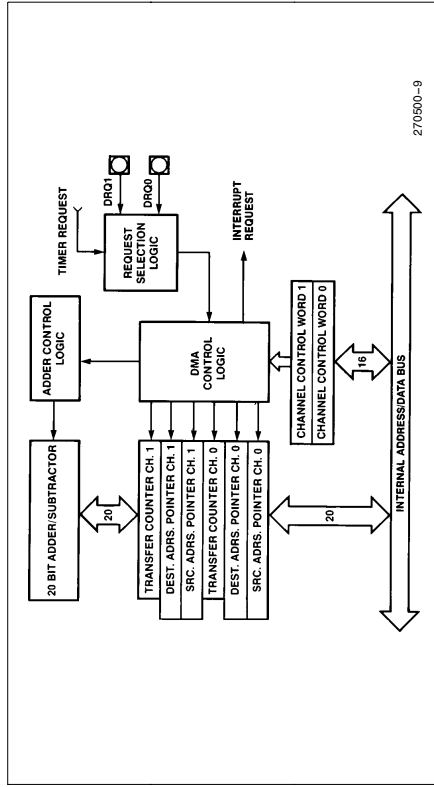 TIMER REQUEST
DRQ1
DRQ0
ADDER CONTROL
LOGIC
REQUEST
SELECTION
LOGIC
20 BIT ADDER/SUBTRACTOR
20
DMA
CONTROL
LOGIC
INTERRUPT
REQUEST
TRANSFER COUNTER CH. 1
DEST. ADRS. POINTER CH. 1
SRC. ADRS. POINTER CH. 1
TRANSFER COUNTER CH. 0
DEST. ADRS. POINTER CH. 0
SRC. ADRS. POINTER CH. 0
CHANNEL CONTROL WORD 1
CHANNEL CONTROL WORD 0
20
16
INTERNAL ADDRESS/DATA BUS
270500–9